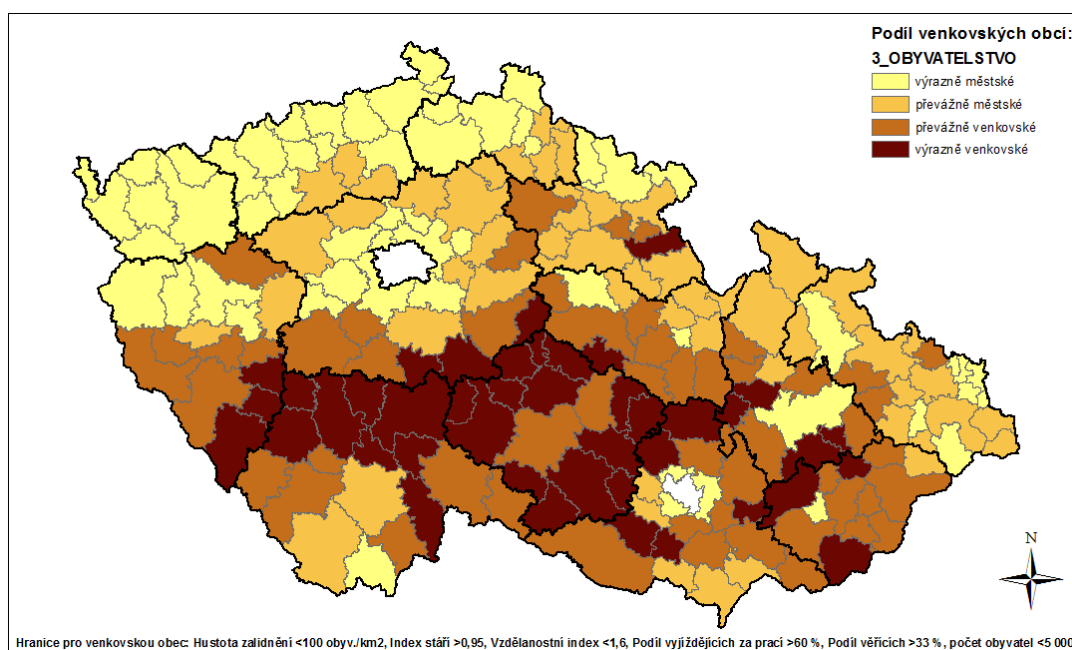 Podíl venkovských obcí:
3_OBYVATELSTVO
výrazně městské
převážně městské
převážně venkovské
výrazně venkovské
N
Hranice pro venkovskou obec: Hustota zalidnění <100 obyv./km2, Index stáří >0,95, Vzdělanostní index <1,6, Podíl vyjíždějících za prací >60 %, Podíl věřících >33 %, počet obyvatel <5 000